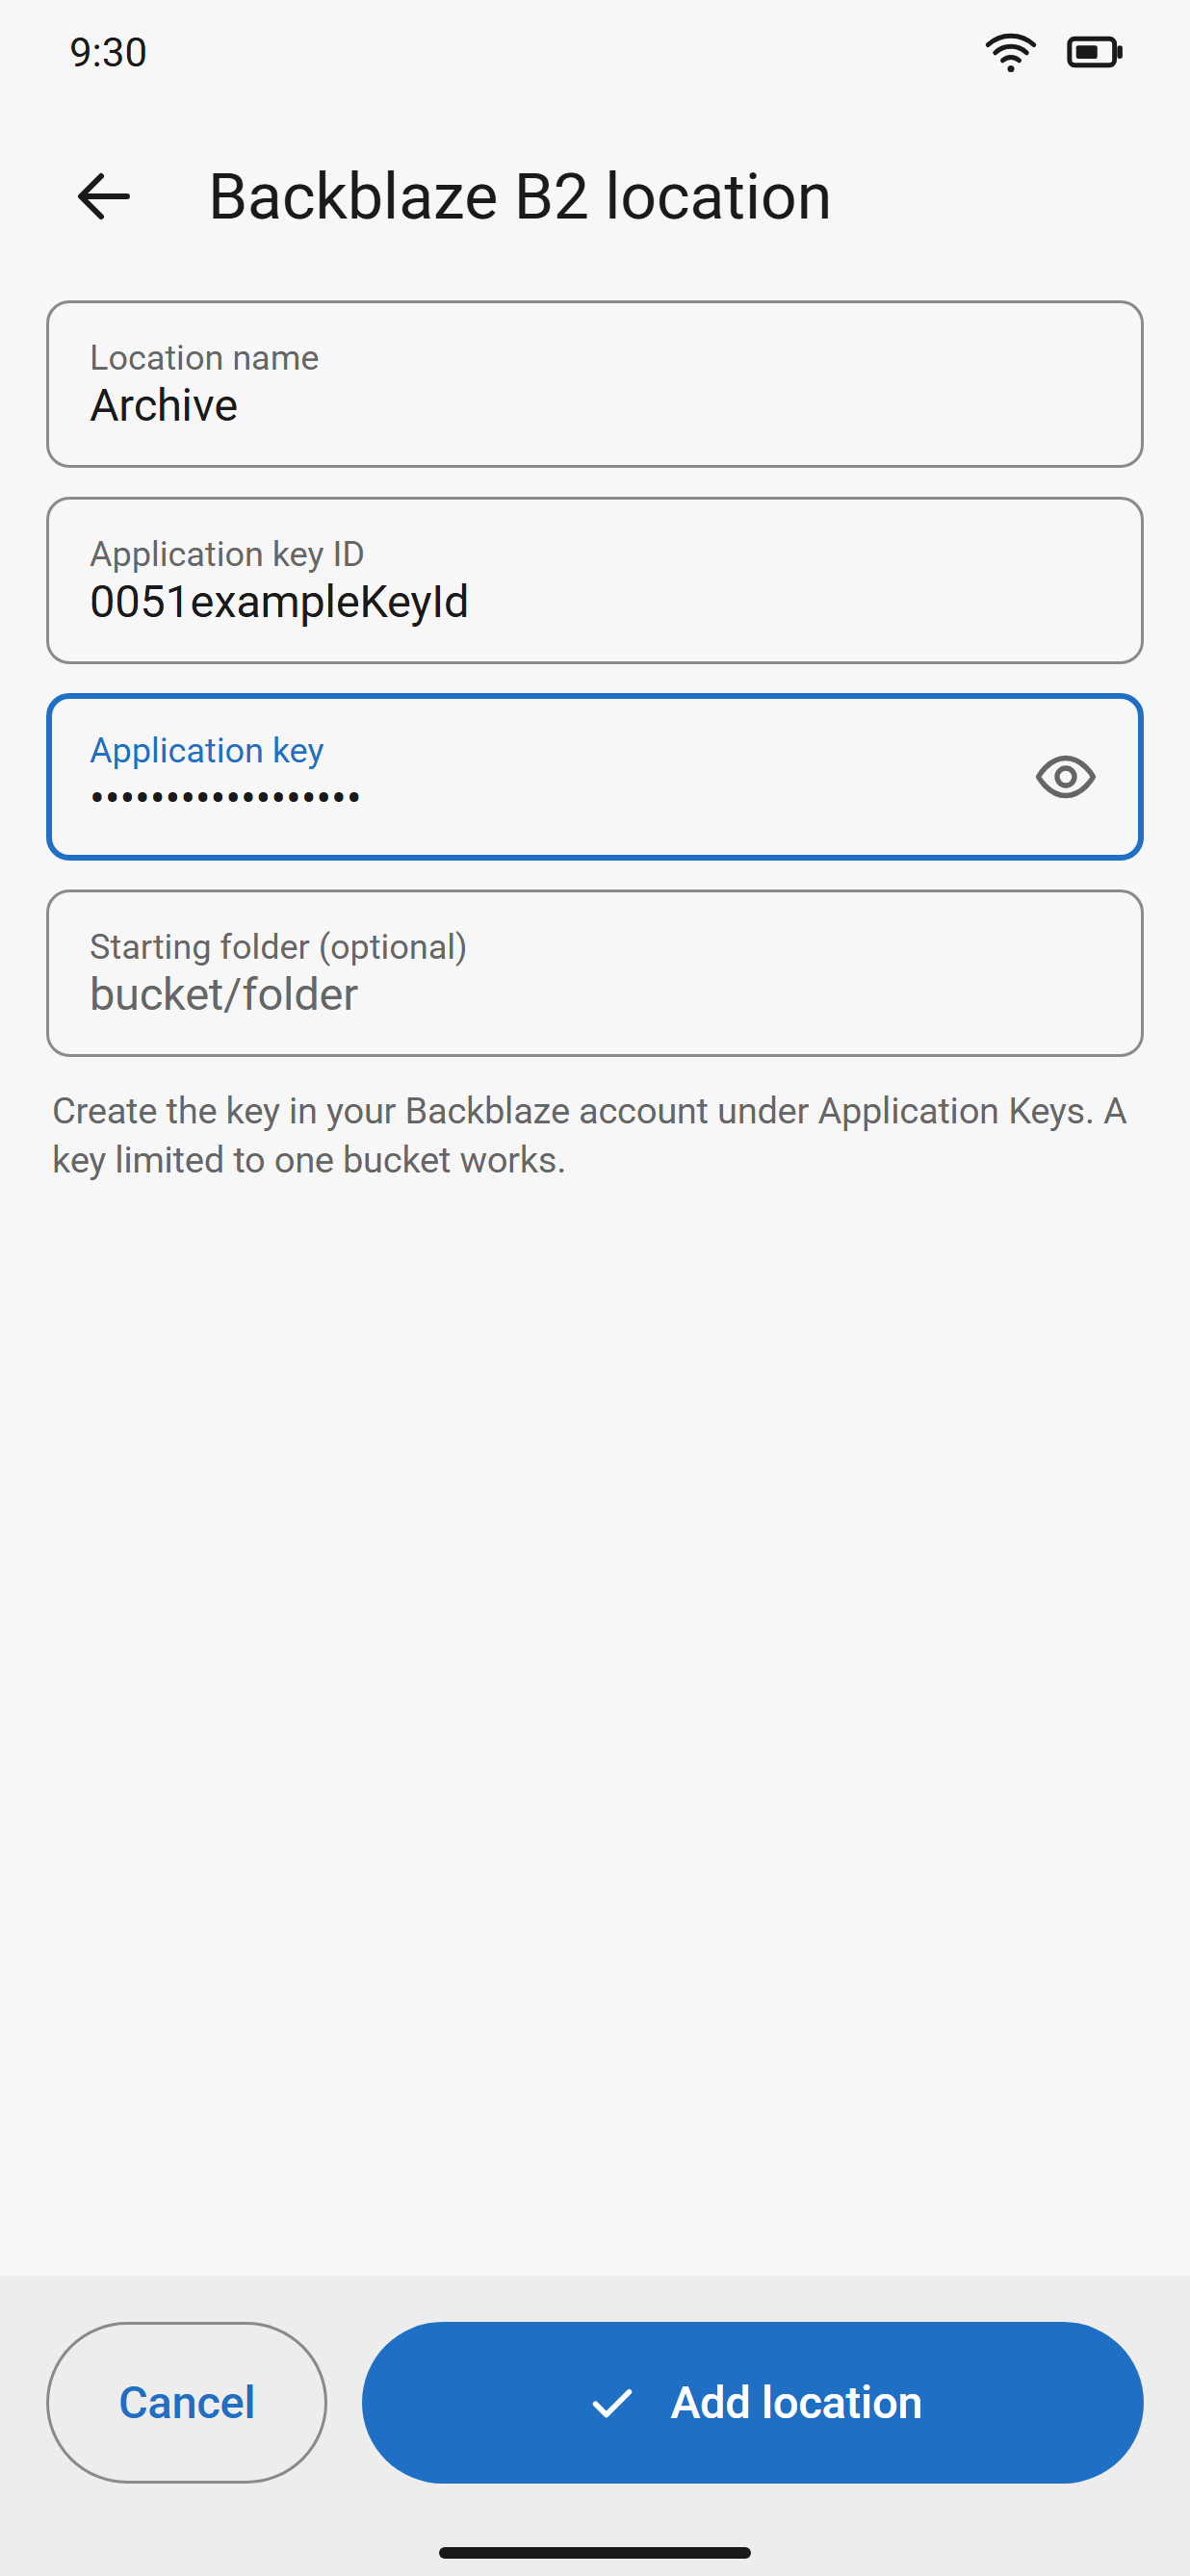 9:30
Backblaze B2 location
Location name
Archive
Application key ID
0051exampleKeyId
Application key
••••••••••••••••••
Starting folder (optional)
bucket/folder
Create the key in your Backblaze account under Application Keys. A
key limited to one bucket works.
Cancel
Add location